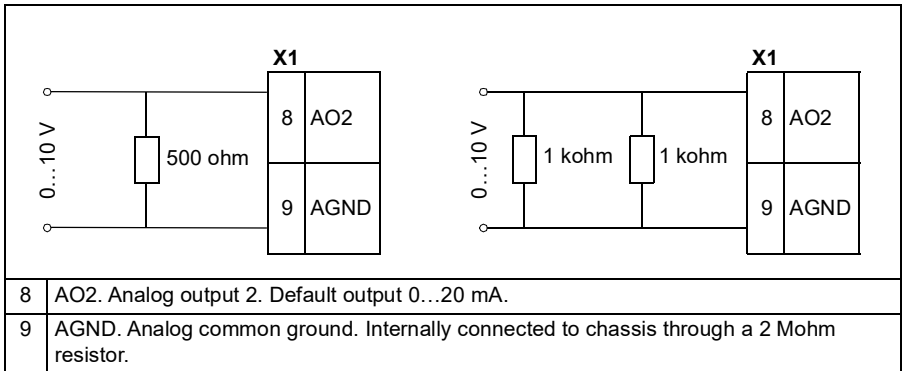 X1
0…10 V
500 ohm
8 AO2
9 AGND
X1
0…10 V
1 kohm
1 kohm
8 AO2
9 AGND
8 AO2. Analog output 2. Default output 0…20 mA.
9 AGND. Analog common ground. Internally connected to chassis through a 2 Mohm
resistor.